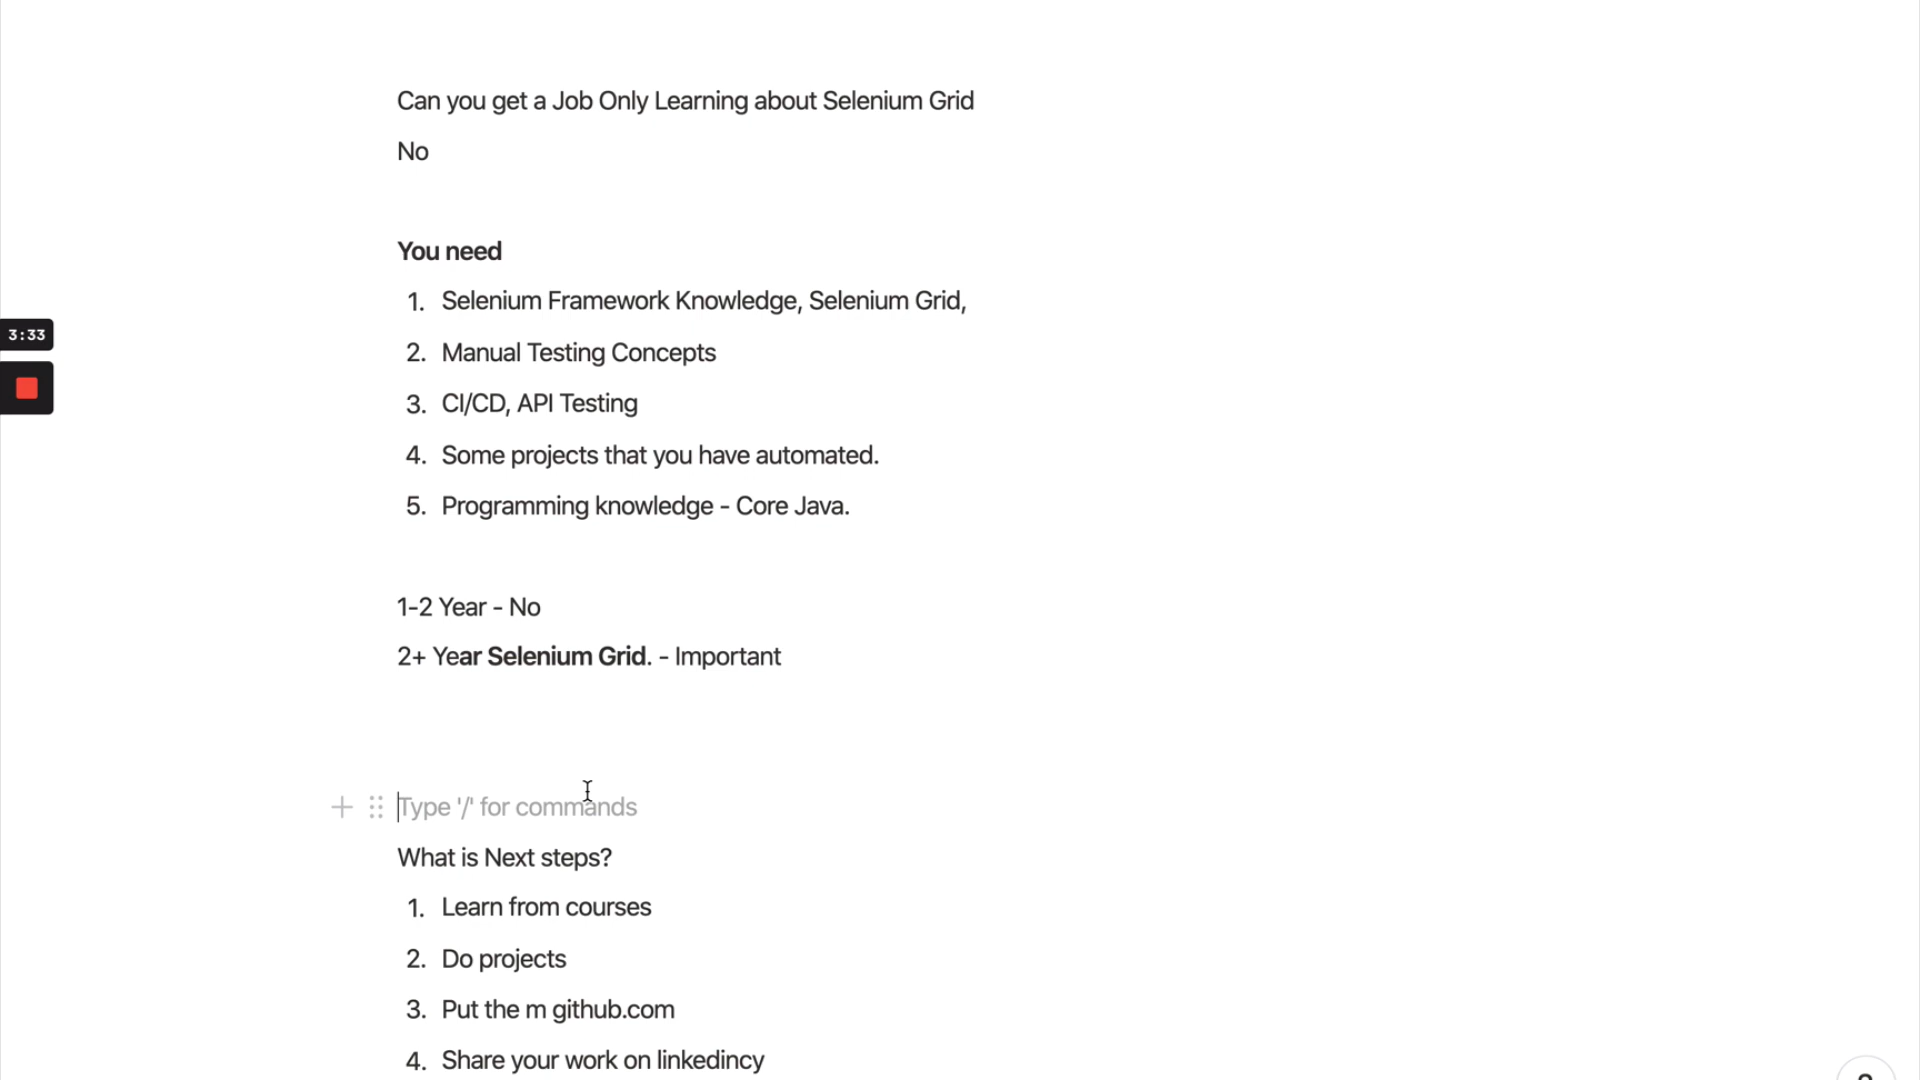 Can you get a Job Only Learning about Selenium Grid
No
You need
1. Selenium Framework Knowledge, Selenium Grid,
2. Manual Testing Concepts
3:33
3. CI/CD, API Testing
4. Some projects that you have automated.
5. Programming knowledge - Core Java.
1-2 Year - No
2+ Year Selenium Grid. - Important
Type '/' for commands
What is Next steps?
1. Learn from courses
2. Do projects
3. Put the m github.com
4. Share your work on linkedincy